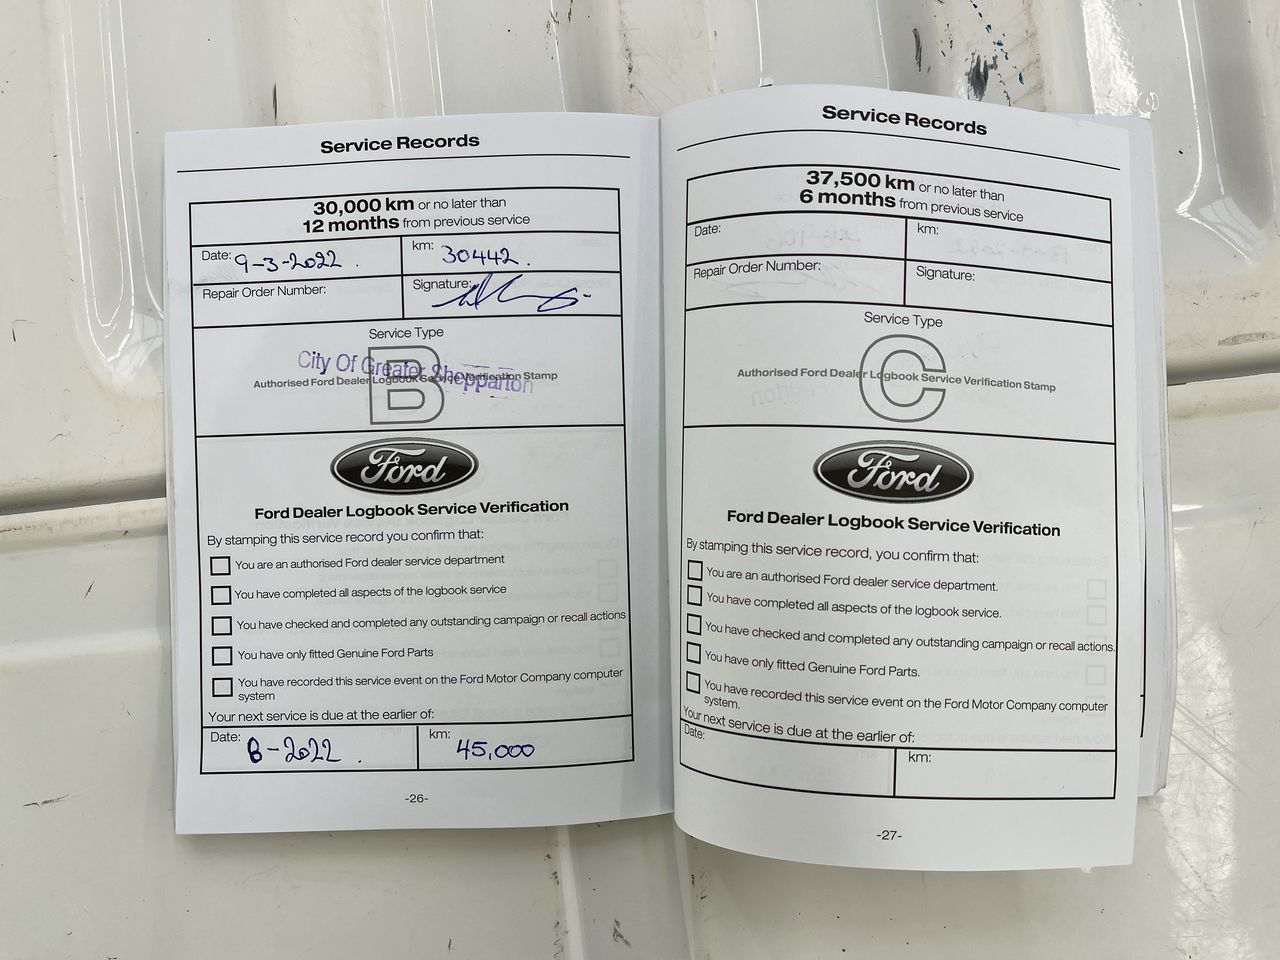 Service Records
30,000 km or no later than
12 months from previous service
Date: 9-3-2022.
km: 30442.
Repair Order Number:
Signature:
Service Type
B
City Of Greater Shepparton
Authorised Ford Dealer Logbook Service Verification Stamp
Ford
Ford Dealer Logbook Service Verification
By stamping this service record you confirm that:
You are an authorised Ford dealer service department
You have completed all aspects of the logbook service
You have checked and completed any outstanding campaign or recall actions
You have only fitted Genuine Ford Parts
You have recorded this service event on the Ford Motor Company computer
system
Your next service is due at the earlier of:
Date: 8-2022.
km: 45,000
-26-
Service Records
37,500 km or no later than
6 months from previous service
Date:
km:
Repair Order Number:
Signature:
Service Type
C
Authorised Ford Dealer Logbook Service Verification Stamp
Ford
Ford Dealer Logbook Service Verification
By stamping this service record, you confirm that:
You are an authorised Ford dealer service department.
You have completed all aspects of the logbook service.
You have checked and completed any outstanding campaign or recall actions.
You have only fitted Genuine Ford Parts.
You have recorded this service event on the Ford Motor Company computer
system.
Your next service is due at the earlier of:
Date:
km:
-27-